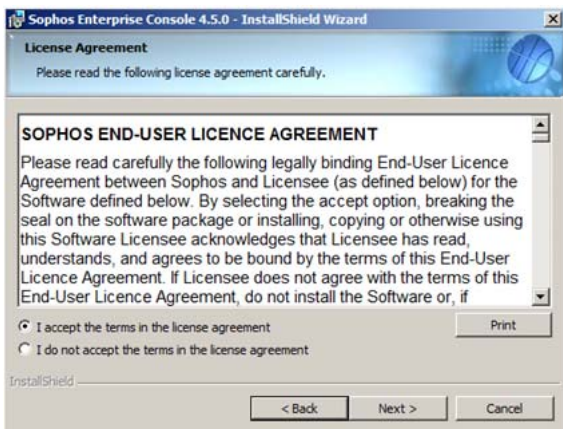 Sophos Enterprise Console 4.5.0 - InstallShield Wizard
License Agreement
Please read the following license agreement carefully.
SOPHOS END-USER LICENCE AGREEMENT
Please read carefully the following legally binding End-User Licence
Agreement between Sophos and Licensee (as defined below) for the
Software defined below. By selecting the accept option, breaking the
seal on the software package or installing, copying or otherwise using
this Software Licensee acknowledges that Licensee has read,
understands, and agrees to be bound by the terms of this End-User
Licence Agreement. If Licensee does not agree with the terms of this
End-User Licence Agreement, do not install the Software or, if
I accept the terms in the license agreement
Print
I do not accept the terms in the license agreement
InstallShield
< Back Next > Cancel